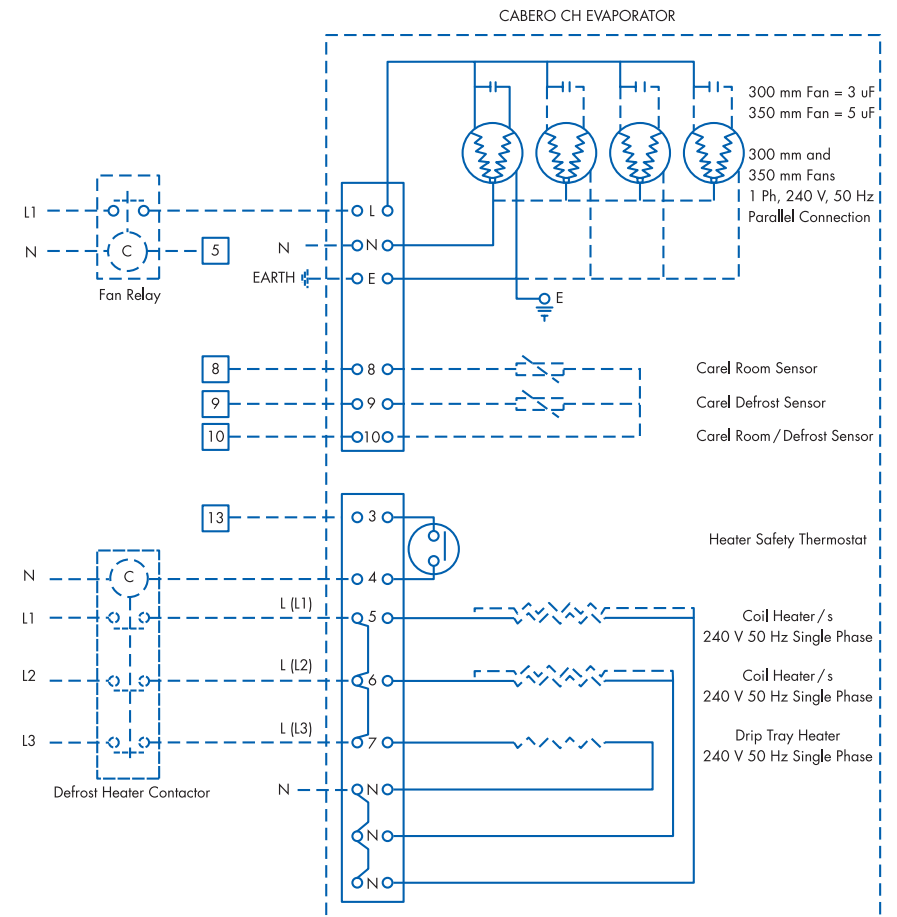 CABERO CH EVAPORATOR
300 mm Fan = 3 uF
350 mm Fan = 5 uF
300 mm and
350 mm Fans
1 Ph, 240 V, 50 Hz
Parallel Connection
L1
L
N
C
5
N
N
Fan Relay
EARTH
E
E
8
8
Carel Room Sensor
9
9
Carel Defrost Sensor
10
10
Carel Room/Defrost Sensor
13
3
Heater Safety Thermostat
N
C
4
L1
L (L1)
5
Coil Heater/s
240 V 50 Hz Single Phase
L2
L (L2)
6
Coil Heater/s
240 V 50 Hz Single Phase
L3
L (L3)
7
Drip Tray Heater
240 V 50 Hz Single Phase
Defrost Heater Contactor
N
N
N
N